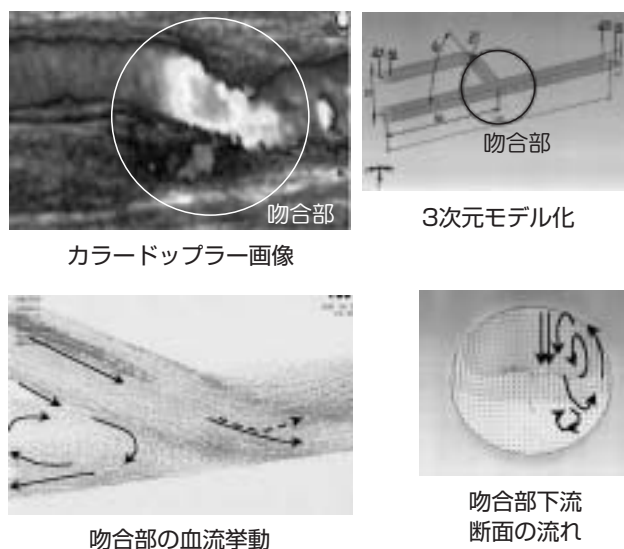 吻合部
吻合部
カラードップラー画像
3次元モデル化
吻合部の血流挙動
吻合部下流
断面の流れ